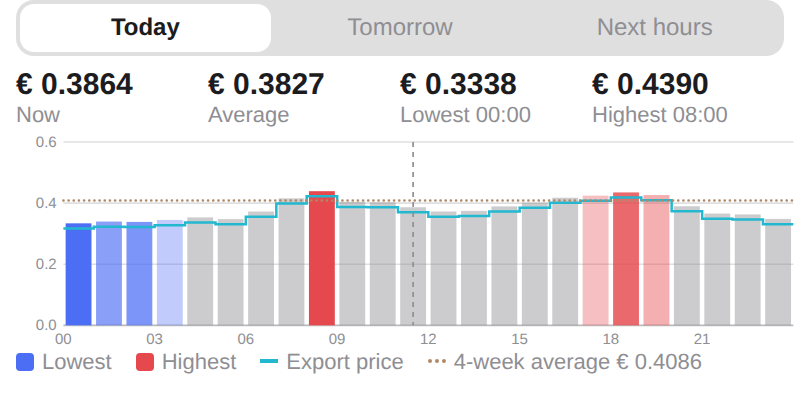 Today Tomorrow Next hours
€ 0.3864 € 0.3827 € 0.3338 € 0.4390
Now Average Lowest 00:00 Highest 08:00
0.6
0.4
0.2
0.0
00 03 06 09 12 15 18 21
Lowest Highest Export price 4-week average € 0.4086